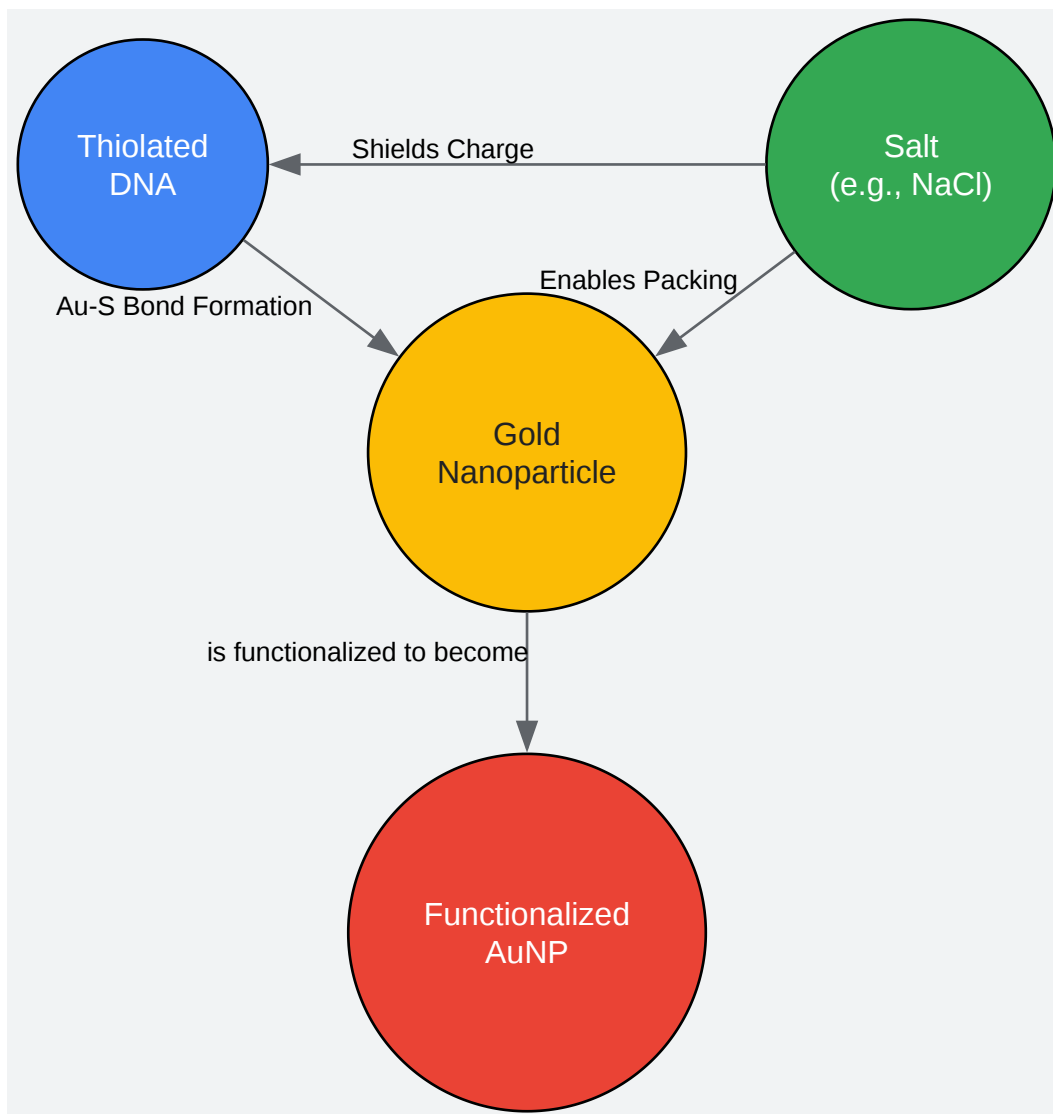 Thiolated
DNA
Shields Charge
Salt
(e.g., NaCl)
Au-S Bond Formation
Enables Packing
Gold
Nanoparticle
is functionalized to become
Functionalized
AuNP